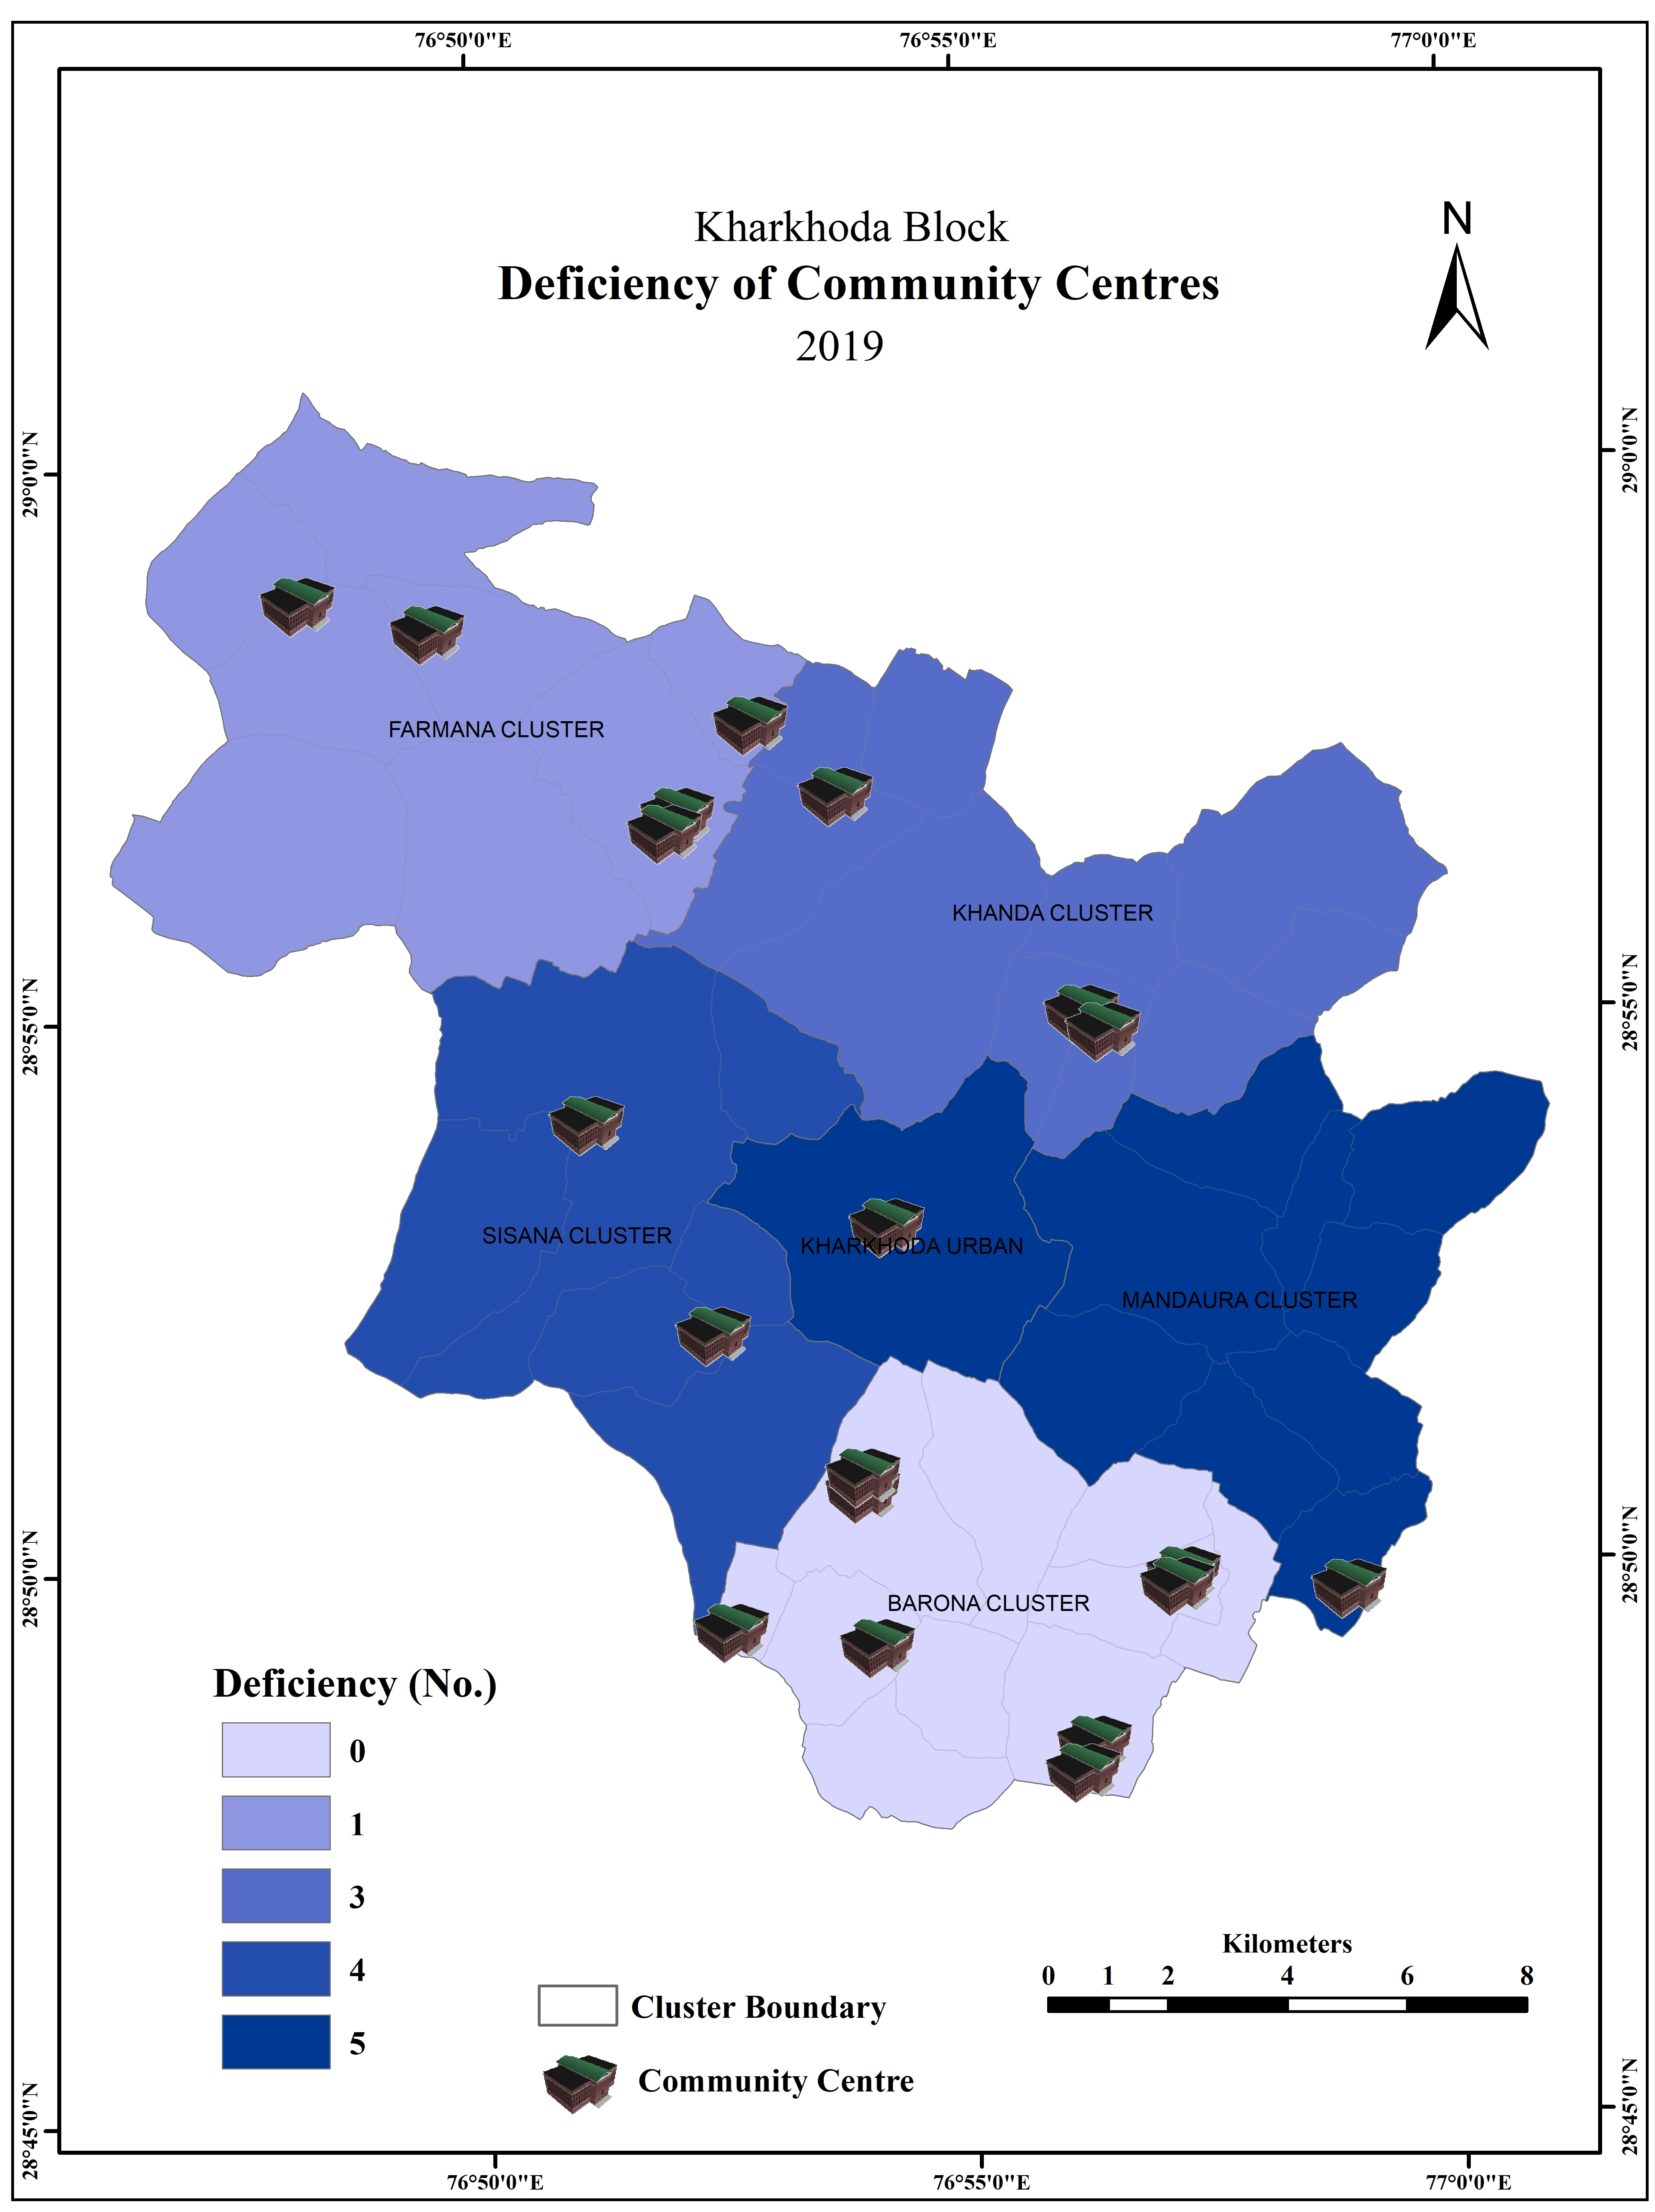 76°50'0"E 76°55'0"E 77°0'0"E
Kharkhoda Block
Deficiency of Community Centres
2019
N
29°0'0"N 29°0'0"N
FARMANA CLUSTER
KHANDA CLUSTER
28°55'0"N 28°55'0"N
SISANA CLUSTER
KHARKHODA URBAN
MANDAURA CLUSTER
28°50'0"N 28°50'0"N
BARONA CLUSTER
Deficiency (No.)
0
1
3
4
5
Kilometers
0 1 2 4 6 8
Cluster Boundary
Community Centre
28°45'0"N 28°45'0"N
76°50'0"E 76°55'0"E 77°0'0"E